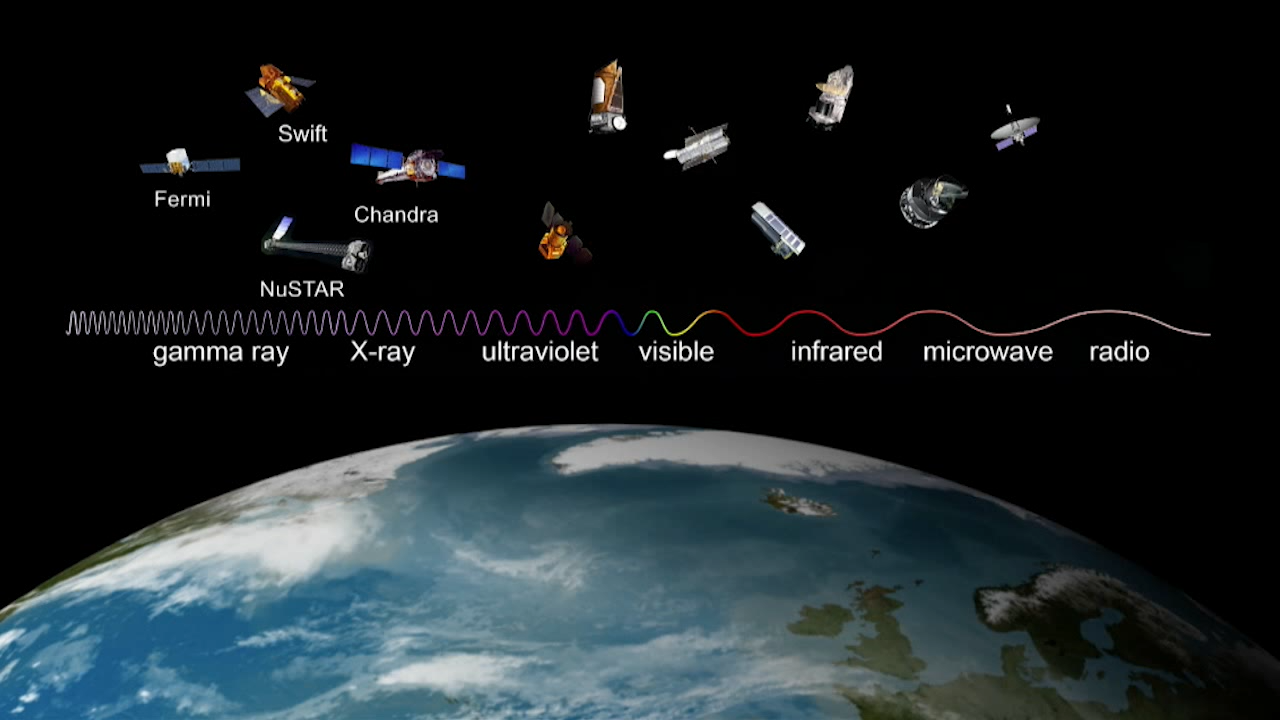 Swift
Fermi
Chandra
NuSTAR
gamma ray X-ray ultraviolet visible infrared microwave radio